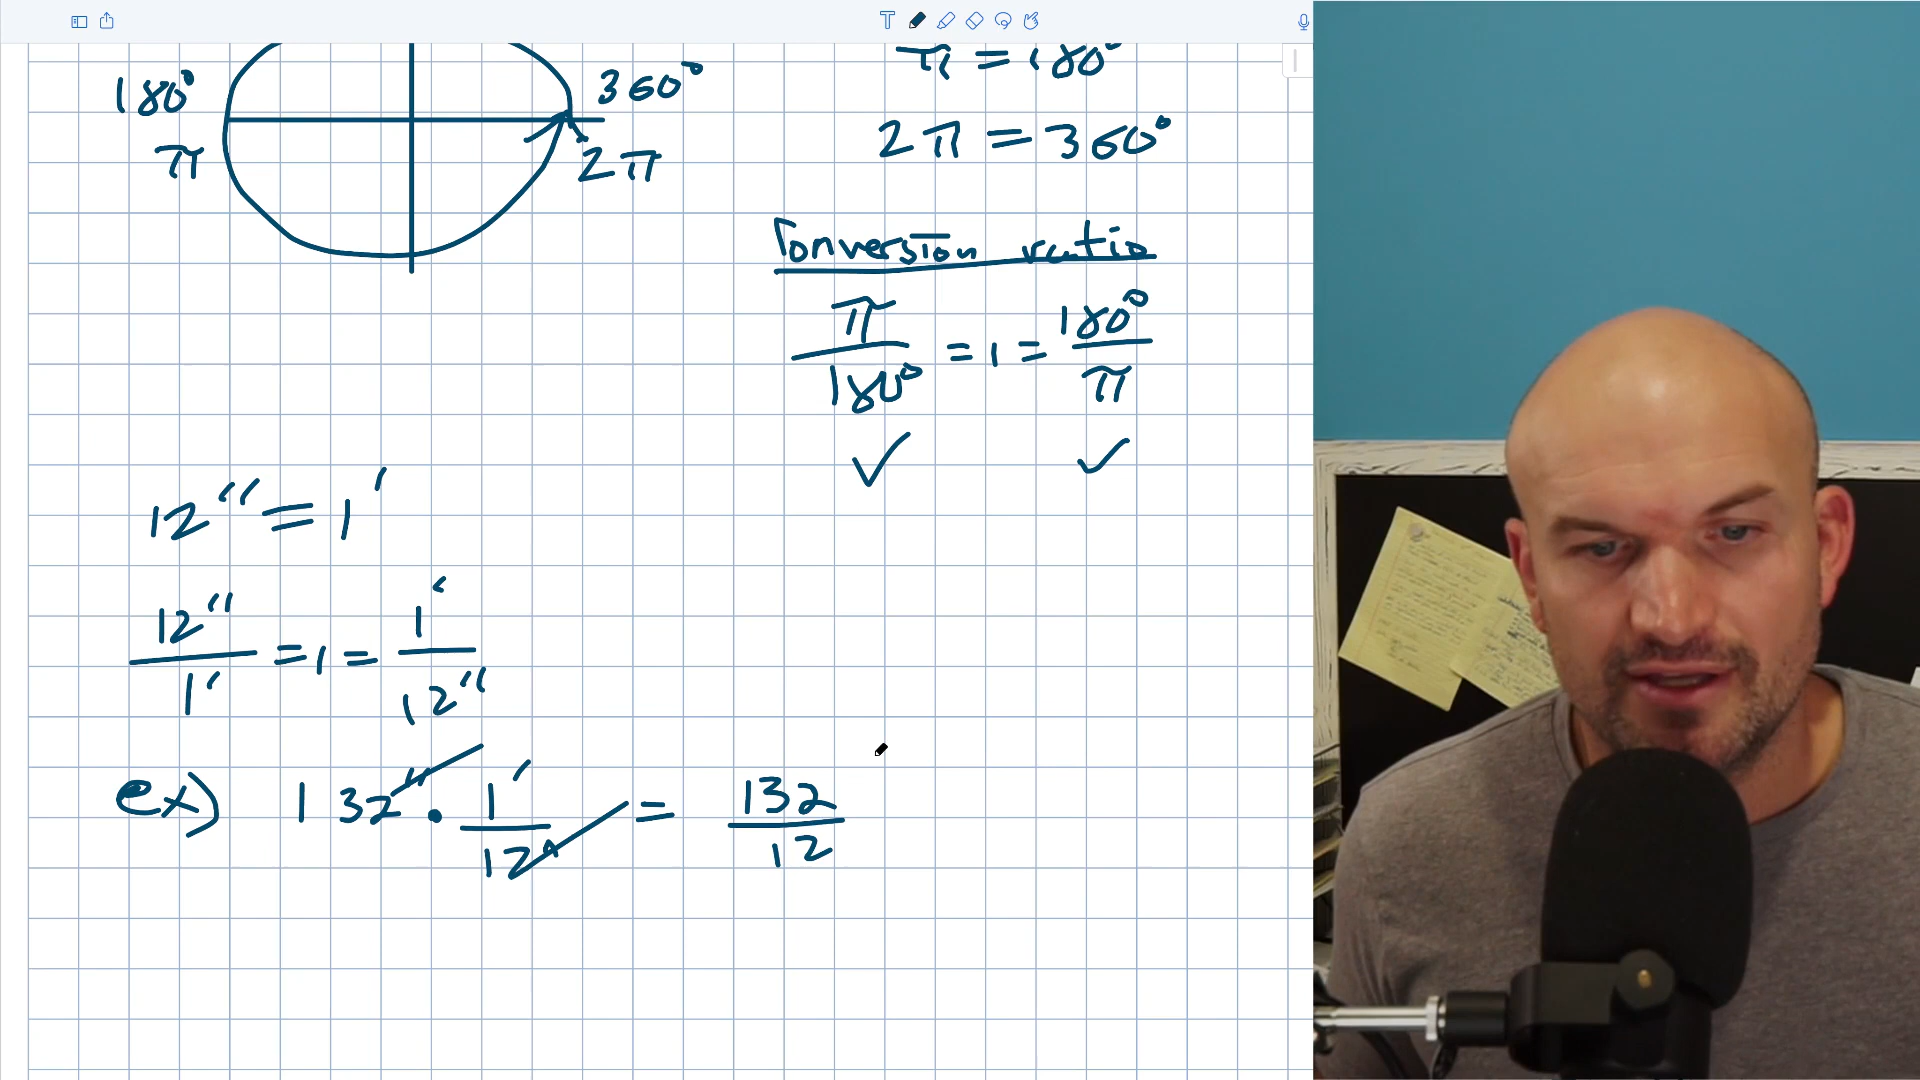 180° 360°
π 2π
π = 180°
2π = 360°
Conversion ratio
π/180° = 1 = 180°/π
✓ ✓
12" = 1'
12"/1' = 1 = 1'/12"
ex) 132" · 1'/12" = 132/12